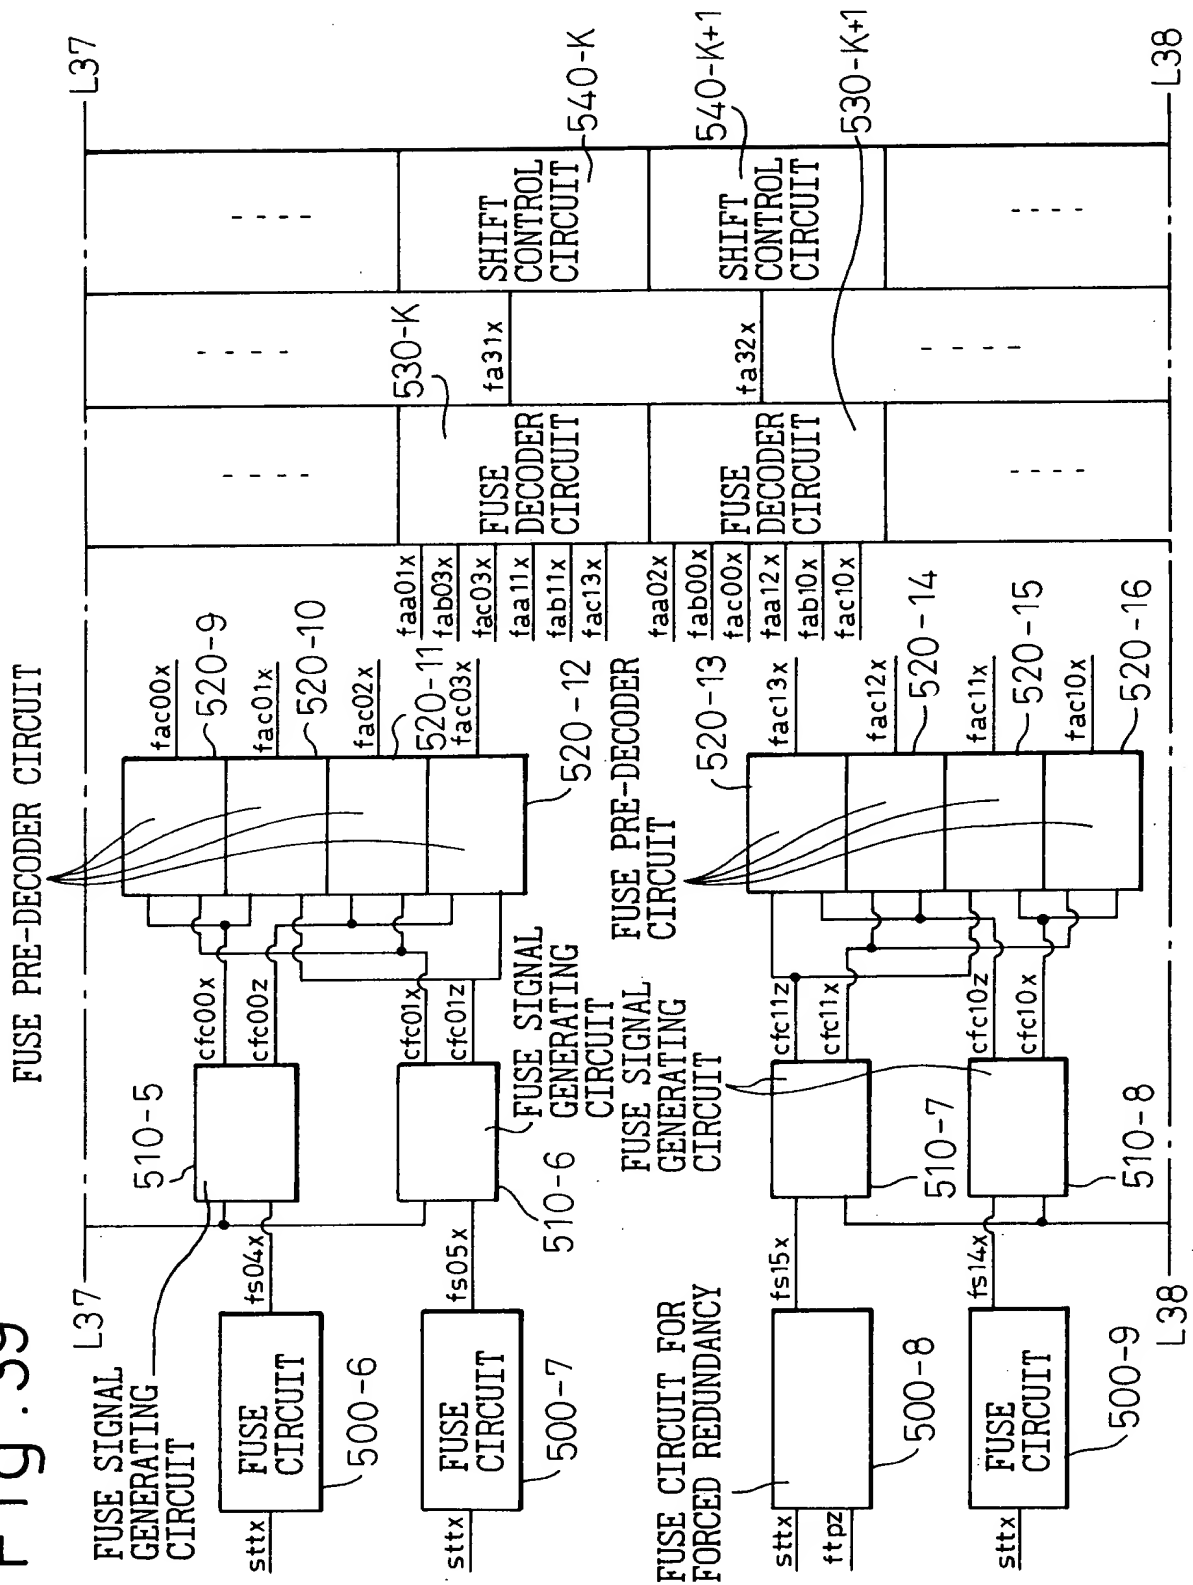 Fig.39
FUSE PRE-DECODER CIRCUIT
L37
L37
FUSE SIGNAL
GENERATING
CIRCUIT
510-5
sttx
FUSE
CIRCUIT
500-6
fs04x
cfc00x
cfc00z
fac00x
520-9
fac01x
520-10
fac02x
520-11
fac03x
520-12
sttx
FUSE
CIRCUIT
500-7
fs05x
510-6
cfc01x
cfc01z
FUSE SIGNAL
GENERATING
CIRCUIT
faa01x
fab03x
fac03x
faa11x
fab11x
fac13x
FUSE
DECODER
CIRCUIT
530-K
fa31x
SHIFT
CONTROL
CIRCUIT
540-K
FUSE CIRCUIT FOR
FORCED REDUNDANCY
sttx
ftpz
500-8
fs15x
FUSE SIGNAL
GENERATING
CIRCUIT
510-7
cfc11z
cfc11x
FUSE PRE-DECODER
CIRCUIT
520-13
fac13x
fac12x
520-14
fac11x
520-15
fac10x
520-16
faa02x
fab00x
fac00x
faa12x
fab10x
fac10x
FUSE
DECODER
CIRCUIT
fa32x
SHIFT
CONTROL
CIRCUIT
540-K+1
530-K+1
sttx
FUSE
CIRCUIT
500-9
fs14x
510-8
cfc10z
cfc10x
L38
L38